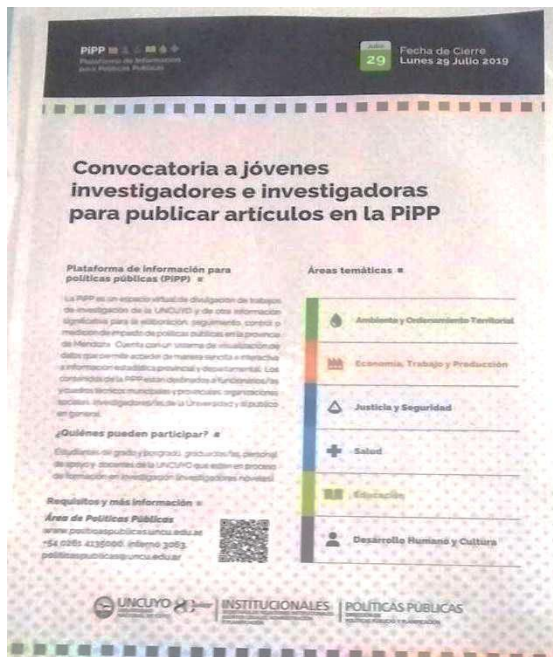 PiPP
Plataforma de Información
para Políticas Públicas
Julio
29
Fecha de Cierre
Lunes 29 Julio 2019
Convocatoria a jóvenes
investigadores e investigadoras
para publicar artículos en la PiPP
Plataforma de información para
políticas públicas (PiPP)
La PiPP es un espacio virtual de divulgación de trabajos
de investigación de la UNCUYO y de otra información
significativa para la elaboración, seguimiento, control o
medición de impacto de políticas públicas en la provincia
de Mendoza. Cuenta con un sistema de visualización de
datos que permite acceder de manera sencilla e interactiva
a información estadística provincial y departamental. Los
contenidos de la PiPP están destinados a funcionarios/as
y cuadros técnicos municipales y provinciales, organizaciones
sociales, investigadores/as de la Universidad y al público
en general.
¿Quiénes pueden participar?
Estudiantes de grado y posgrado, graduados/as, personal
de apoyo y docentes de la UNCUYO que estén en proceso
de formación en investigación (investigadores noveles)
Requisitos y más información
Área de Políticas Públicas
www.politicaspublicas.uncu.edu.ar
+54 0261 4135000, interno 3063
politicaspublicas@uncu.edu.ar
Áreas temáticas
Ambiente y Ordenamiento Territorial
Economía, Trabajo y Producción
Justicia y Seguridad
Salud
Educación
Desarrollo Humano y Cultura
UNCUYO
UNIVERSIDAD
NACIONAL DE CUYO
INSTITUCIONALES
POLÍTICAS PÚBLICAS
POLÍTICAS PÚBLICAS Y PLANIFICACIÓN